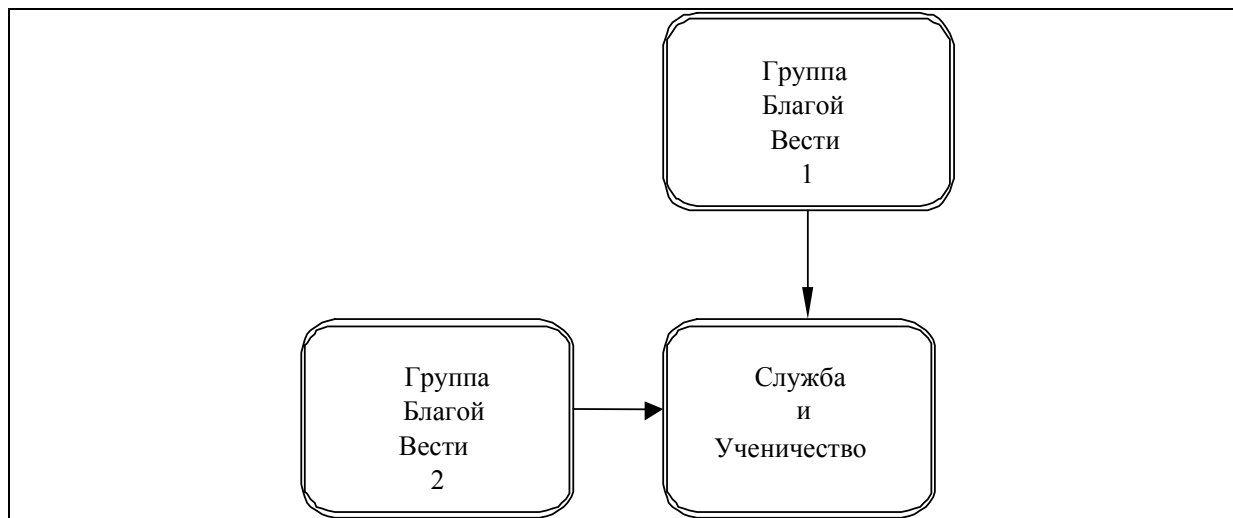 Группа
Благой
Вести
1
Группа
Благой
Вести
2
Служба
и
Ученичество